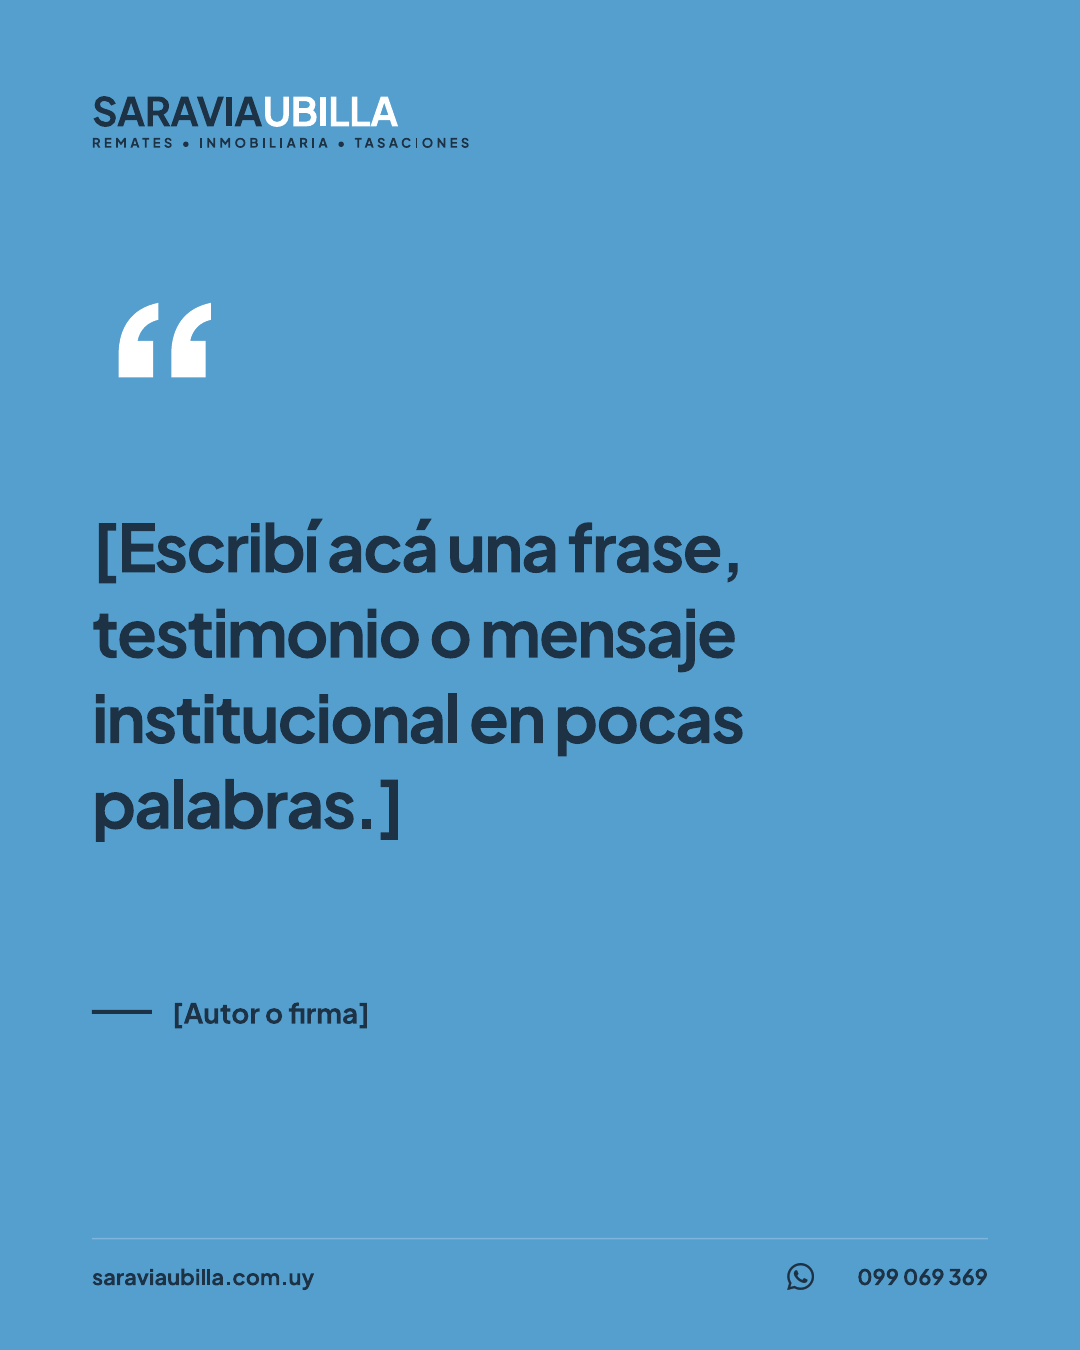 SARAVIAUBILLA
REMATES • INMOBILIARIA • TASACIONES
“
[Escribí acá una frase,
testimonio o mensaje
institucional en pocas
palabras.]
— [Autor o firma]
saraviaubilla.com.uy
099 069 369